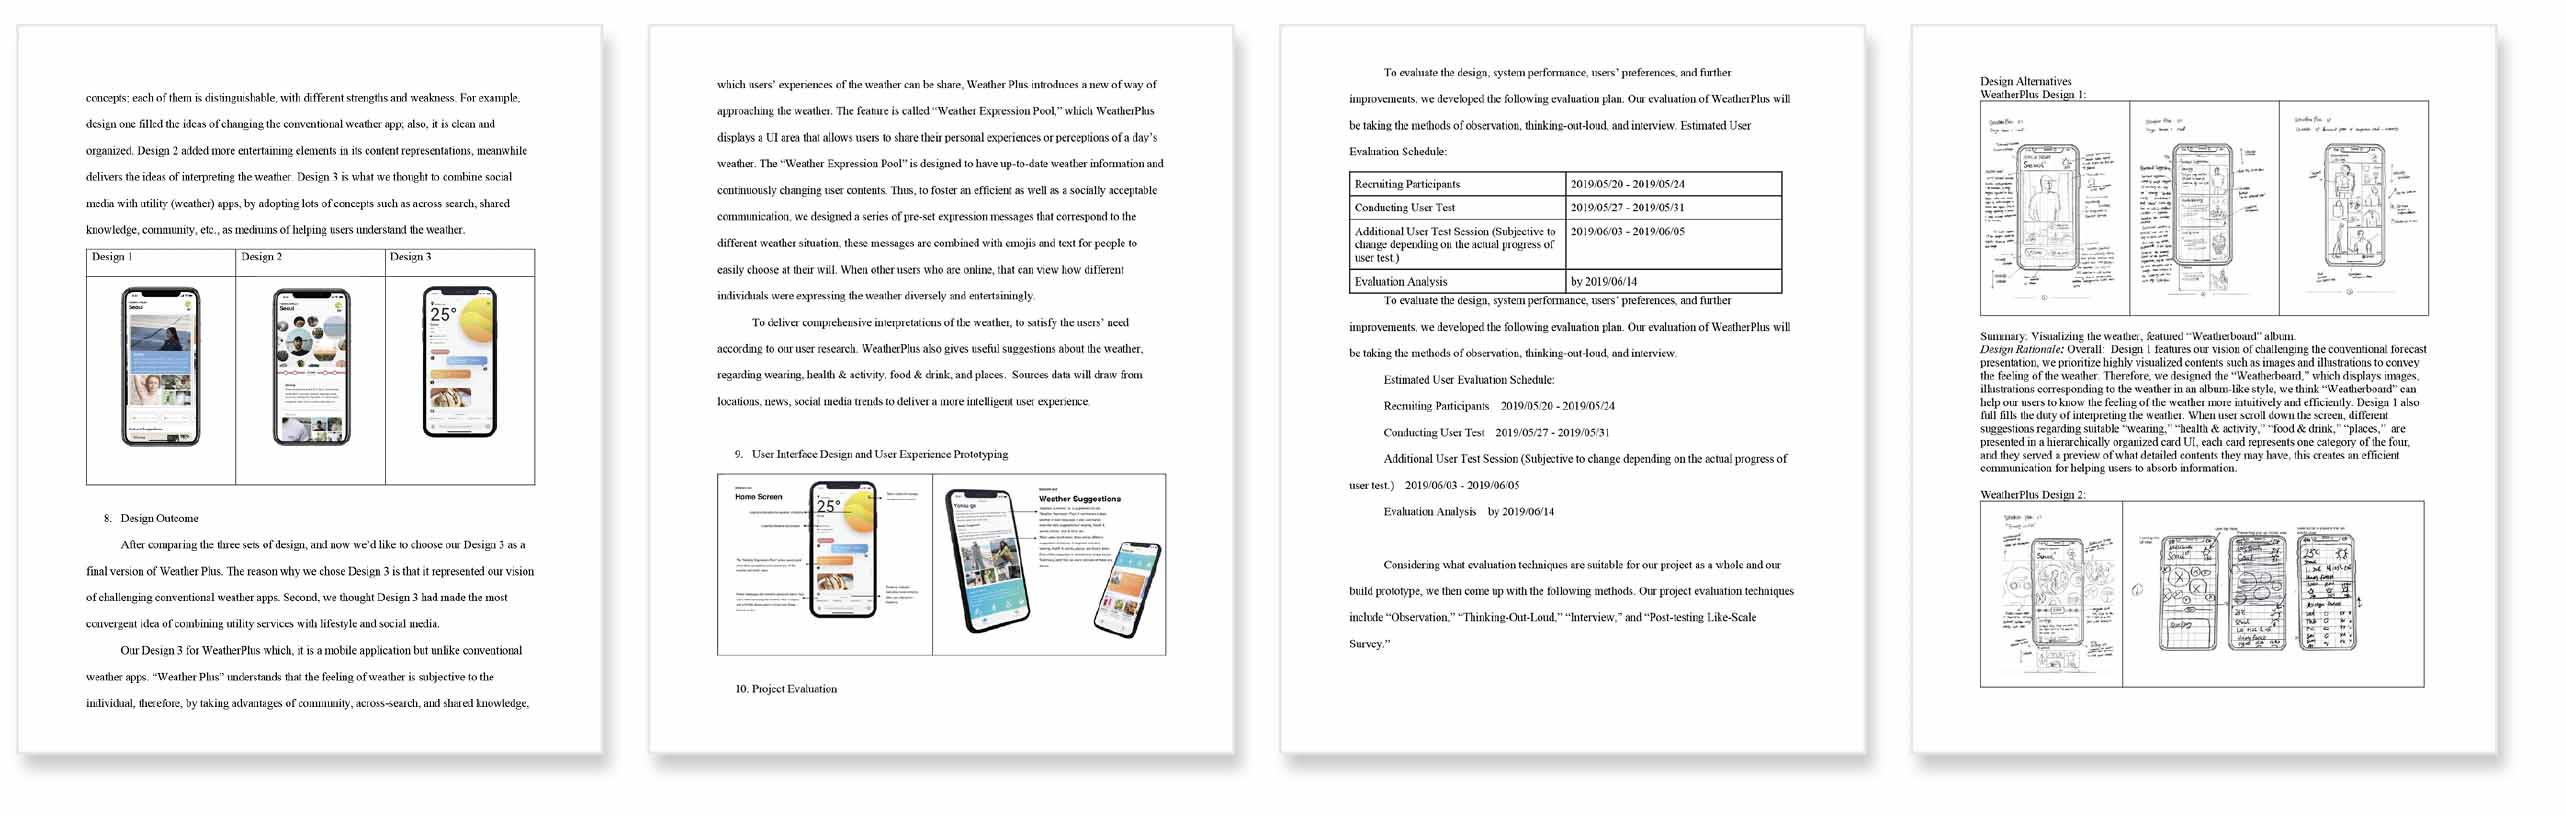 concepts; each of them is distinguishable, with different strengths and weakness. For example,
design one filled the ideas of changing the conventional weather app; also, it is clean and
organized. Design 2 added more entertaining elements in its content representations, meanwhile
delivers the ideas of interpreting the weather. Design 3 is what we thought to combine social
media with utility (weather) apps, by adopting lots of concepts such as across search, shared
knowledge, community, etc., as mediums of helping users understand the weather.
Design 1
Design 2
Design 3
Seoul
Seoul
25°
8. Design Outcome
After comparing the three sets of design, and now we'd like to choose our Design 3 as a
final version of Weather Plus. The reason why we chose Design 3 is that it represented our vision
of challenging conventional weather apps. Second, we thought Design 3 had made the most
convergent idea of combining utility services with lifestyle and social media.
Our Design 3 for WeatherPlus which, it is a mobile application but unlike conventional
weather apps. “Weather Plus” understands that the feeling of weather is subjective to the
individual, therefore, by taking advantages of community, across-search, and shared knowledge,
which users’ experiences of the weather can be share, Weather Plus introduces a new of way of
approaching the weather. The feature is called “Weather Expression Pool,” which WeatherPlus
displays a UI area that allows users to share their personal experiences or perceptions of a day’s
weather. The “Weather Expression Pool” is designed to have up-to-date weather information and
continuously changing user contents. Thus, to foster an efficient as well as a socially acceptable
communication, we designed a series of pre-set expression messages that correspond to the
different weather situation, these messages are combined with emojis and text for people to
easily choose at their will. When other users who are online, that can view how different
individuals were expressing the weather diversely and entertainingly.
To deliver comprehensive interpretations of the weather, to satisfy the users’ need
according to our user research. WeatherPlus also gives useful suggestions about the weather,
regarding wearing, health & activity, food & drink, and places. Sources data will draw from
locations, news, social media trends to deliver a more intelligent user experience.
9. User Interface Design and User Experience Prototyping
Home Screen
25°
Weather Suggestions
10. Project Evaluation
To evaluate the design, system performance, users’ preferences, and further
improvements, we developed the following evaluation plan. Our evaluation of WeatherPlus will
be taking the methods of observation, thinking-out-loud, and interview. Estimated User
Evaluation Schedule:
Recruiting Participants 2019/05/20 - 2019/05/24
Conducting User Test 2019/05/27 - 2019/05/31
Additional User Test Session (Subjective to 2019/06/03 - 2019/06/05
change depending on the actual progress of
user test.)
Evaluation Analysis by 2019/06/14
To evaluate the design, system performance, users’ preferences, and further
improvements, we developed the following evaluation plan. Our evaluation of WeatherPlus will
be taking the methods of observation, thinking-out-loud, and interview.
Estimated User Evaluation Schedule:
Recruiting Participants 2019/05/20 - 2019/05/24
Conducting User Test 2019/05/27 - 2019/05/31
Additional User Test Session (Subjective to change depending on the actual progress of
user test.) 2019/06/03 - 2019/06/05
Evaluation Analysis by 2019/06/14
Considering what evaluation techniques are suitable for our project as a whole and our
build prototype, we then come up with the following methods. Our project evaluation techniques
include “Observation,” “Thinking-Out-Loud,” “Interview,” and “Post-testing Like-Scale
Survey.”
Design Alternatives
WeatherPlus Design 1:
Seoul
Summary: Visualizing the weather, featured “Weatherboard” album.
Design Rationale: Overall: Design 1 features our vision of challenging the conventional forecast
presentation, we prioritize highly visualized contents such as images and illustrations to convey
the feeling of the weather. Therefore, we designed the “Weatherboard,” which displays images,
illustrations corresponding to the weather in an album-like style, we think “Weatherboard” can
help our users to know the feeling of the weather more intuitively and efficiently. Design 1 also
full fills the duty of interpreting the weather. When user scroll down the screen, different
suggestions regarding suitable “wearing,” “health & activity,” “food & drink,” “places,” are
presented in a hierarchically organized card UI, each card represents one category of the four,
and they served a preview of what detailed contents they may have, this creates an efficient
communication for helping users to absorb information.
WeatherPlus Design 2:
Seoul
Seoul